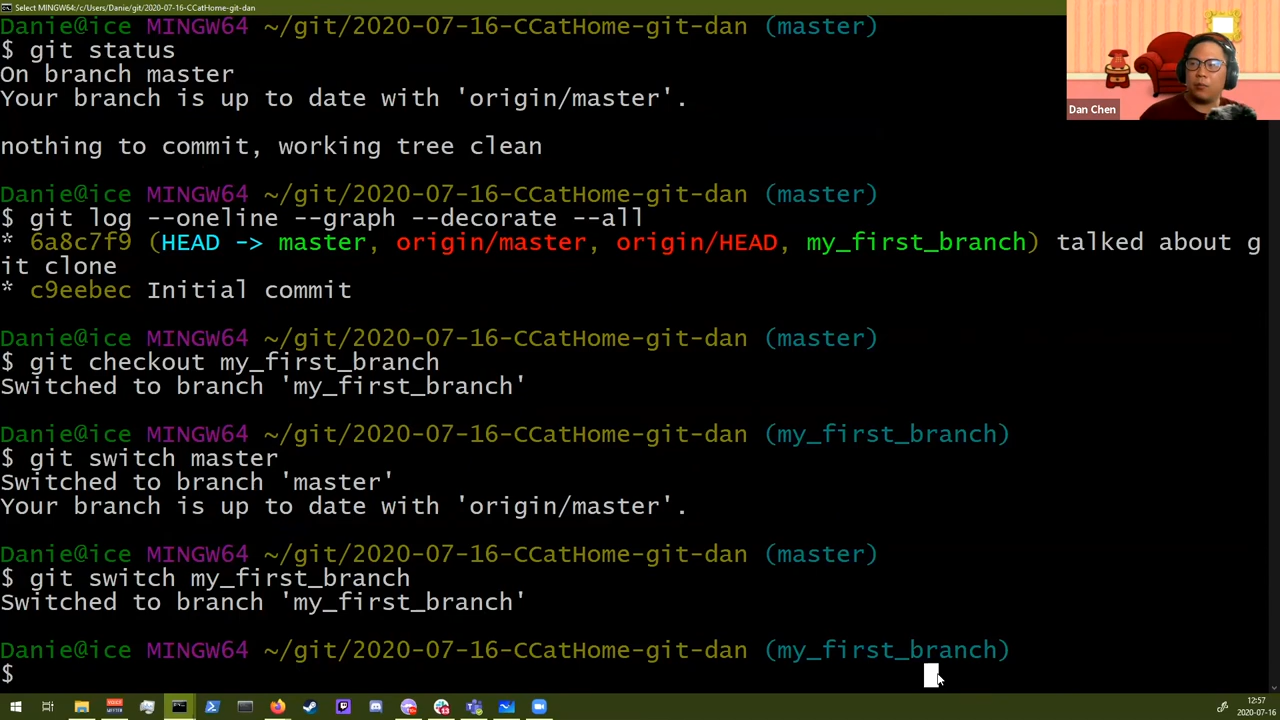 Select MINGW64:/c/Users/Danie/git/2020-07-16-CCatHome-git-dan
Danie@ice MINGW64 ~/git/2020-07-16-CCatHome-git-dan (master)
$ git status
On branch master
Your branch is up to date with 'origin/master'.
nothing to commit, working tree clean
Danie@ice MINGW64 ~/git/2020-07-16-CCatHome-git-dan (master)
$ git log --oneline --graph --decorate --all
* 6a8c7f9 (HEAD -> master, origin/master, origin/HEAD, my_first_branch) talked about g
it clone
* c9eebec Initial commit
Danie@ice MINGW64 ~/git/2020-07-16-CCatHome-git-dan (master)
$ git checkout my_first_branch
Switched to branch 'my_first_branch'
Danie@ice MINGW64 ~/git/2020-07-16-CCatHome-git-dan (my_first_branch)
$ git switch master
Switched to branch 'master'
Your branch is up to date with 'origin/master'.
Danie@ice MINGW64 ~/git/2020-07-16-CCatHome-git-dan (master)
$ git switch my_first_branch
Switched to branch 'my_first_branch'
Danie@ice MINGW64 ~/git/2020-07-16-CCatHome-git-dan (my_first_branch)
$
Dan Chen
12:57
2020-07-16